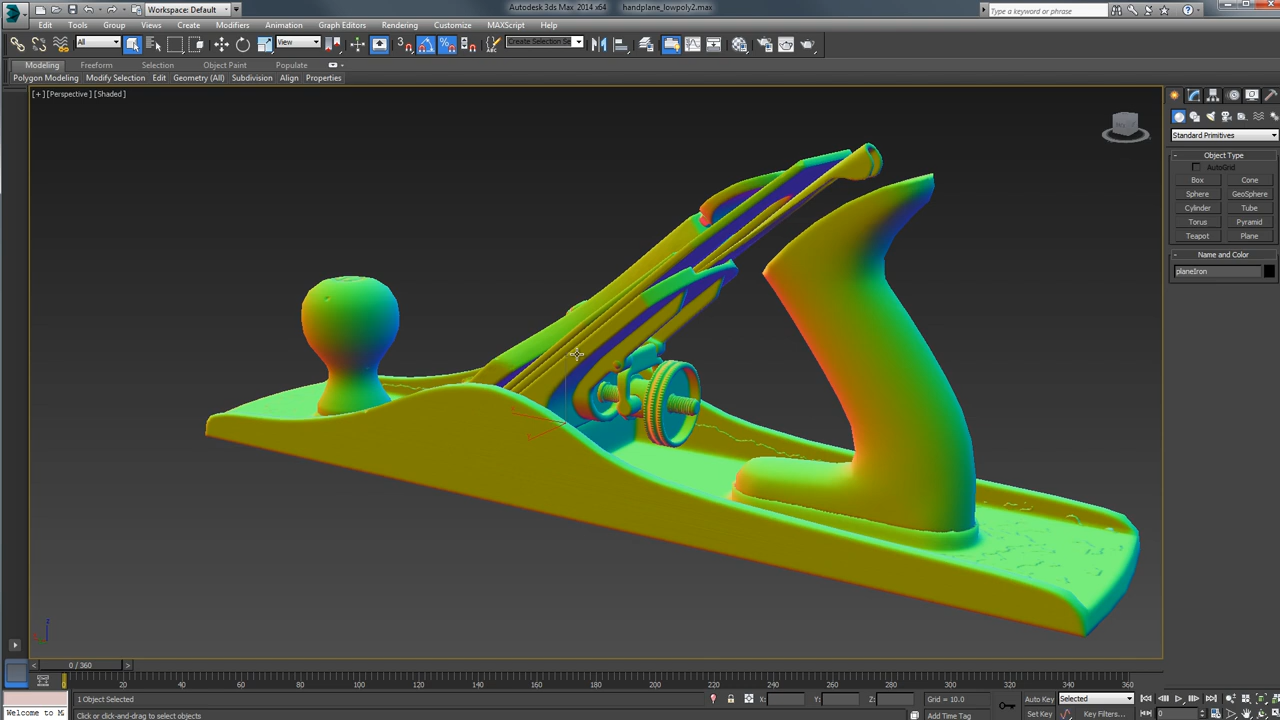 Workspace: Default
Autodesk 3ds Max 2014 x64 handplane_lowpoly2.max
Type a keyword or phrase
Edit Tools Group Views Create Modifiers Animation Graph Editors Rendering Customize MAXScript Help
All View 3 % Create Selection Se
Modeling Freeform Selection Object Paint Populate
Polygon Modeling Modify Selection Edit Geometry (All) Subdivision Align Properties
[+] [Perspective] [Shaded]
Standard Primitives
- Object Type
AutoGrid
Box Cone
Sphere GeoSphere
Cylinder Tube
Torus Pyramid
Teapot Plane
- Name and Color
planeIron
z
< 0 / 360 >
20 40 60 80 100 120 140 160 180 200 220 240 260 280 300 320 340 360
1 Object Selected X: Y: Z: Grid = 10.0 Auto Key Selected
Welcome to M Click or click-and-drag to select objects Add Time Tag Set Key Key Filters... 0